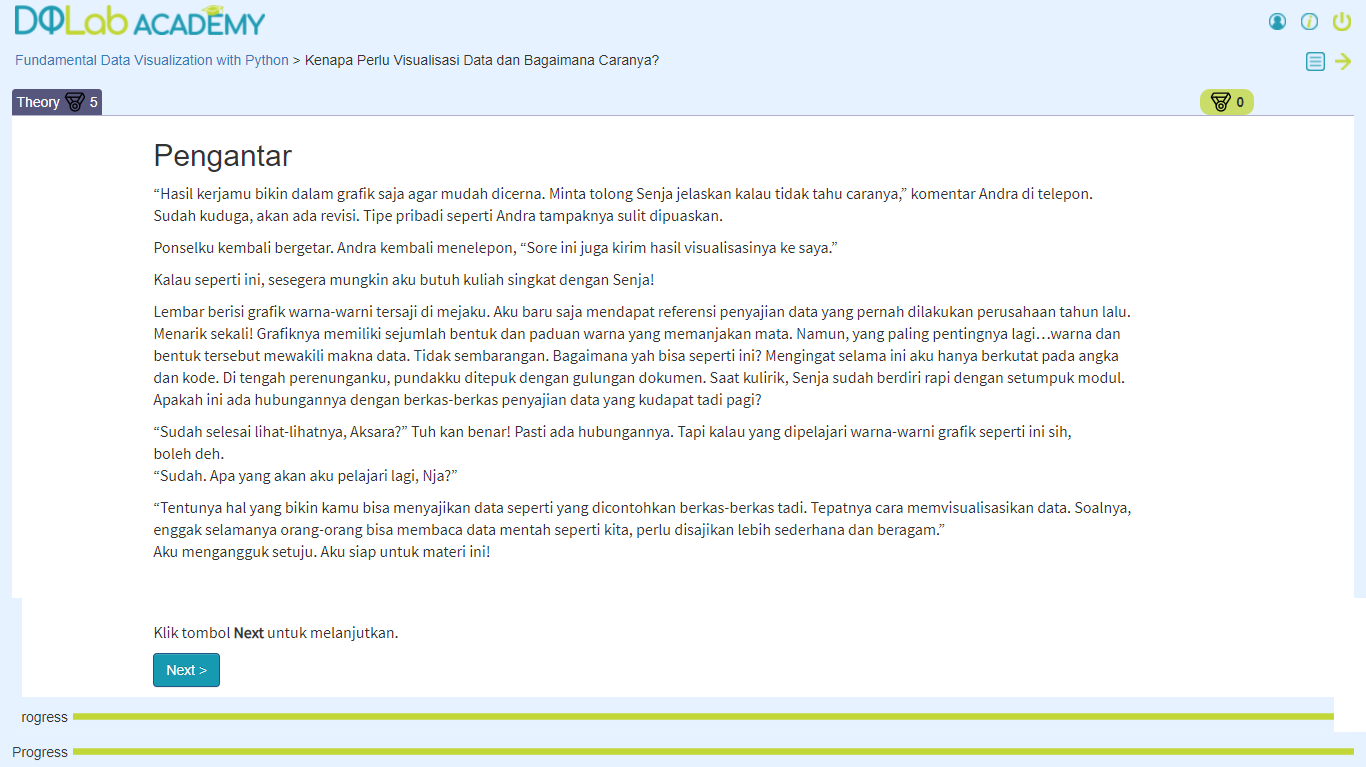 DQLab ACADEMY
Fundamental Data Visualization with Python > Kenapa Perlu Visualisasi Data dan Bagaimana Caranya?
Theory 5
0
Pengantar
“Hasil kerjamu bikin dalam grafik saja agar mudah dicerna. Minta tolong Senja jelaskan kalau tidak tahu caranya,” komentar Andra di telepon.
Sudah kuduga, akan ada revisi. Tipe pribadi seperti Andra tampaknya sulit dipuaskan.
Ponselku kembali bergetar. Andra kembali menelepon, “Sore ini juga kirim hasil visualisasinya ke saya.”
Kalau seperti ini, sesegera mungkin aku butuh kuliah singkat dengan Senja!
Lembar berisi grafik warna-warni tersaji di mejaku. Aku baru saja mendapat referensi penyajian data yang pernah dilakukan perusahaan tahun lalu.
Menarik sekali! Grafiknya memiliki sejumlah bentuk dan paduan warna yang memanjakan mata. Namun, yang paling pentingnya lagi…warna dan
bentuk tersebut mewakili makna data. Tidak sembarangan. Bagaimana yah bisa seperti ini? Mengingat selama ini aku hanya berkutat pada angka
dan kode. Di tengah perenunganku, pundakku ditepuk dengan gulungan dokumen. Saat kulirik, Senja sudah berdiri rapi dengan setumpuk modul.
Apakah ini ada hubungannya dengan berkas-berkas penyajian data yang kudapat tadi pagi?
“Sudah selesai lihat-lihatnya, Aksara?” Tuh kan benar! Pasti ada hubungannya. Tapi kalau yang dipelajari warna-warni grafik seperti ini sih,
boleh deh.
“Sudah. Apa yang akan aku pelajari lagi, Nja?”
“Tentunya hal yang bikin kamu bisa menyajikan data seperti yang dicontohkan berkas-berkas tadi. Tepatnya cara memvisualisasikan data. Soalnya,
enggak selamanya orang-orang bisa membaca data mentah seperti kita, perlu disajikan lebih sederhana dan beragam.”
Aku mengangguk setuju. Aku siap untuk materi ini!
Klik tombol Next untuk melanjutkan.
Next >
rogress
Progress